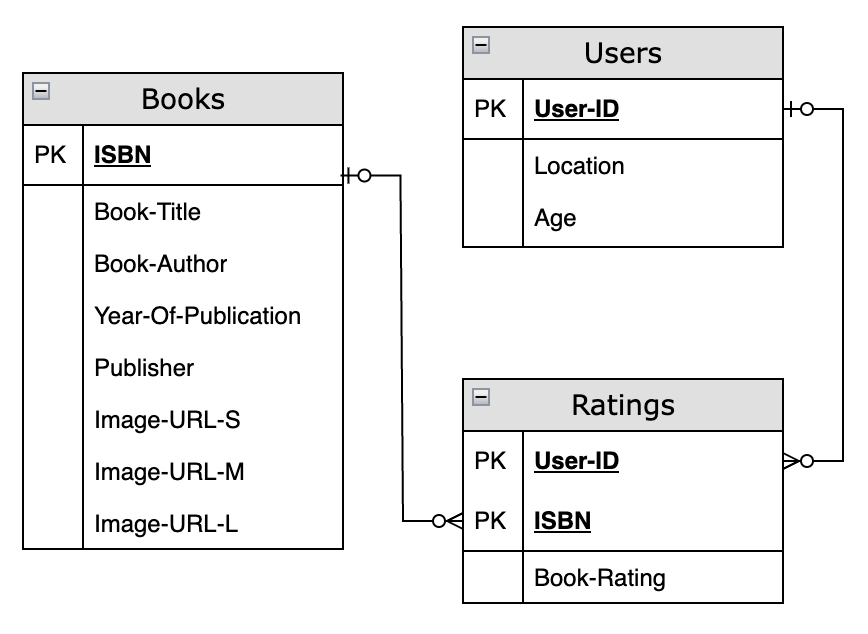 Books
PK ISBN
Book-Title
Book-Author
Year-Of-Publication
Publisher
Image-URL-S
Image-URL-M
Image-URL-L
Users
PK User-ID
Location
Age
Ratings
PK User-ID
PK ISBN
Book-Rating